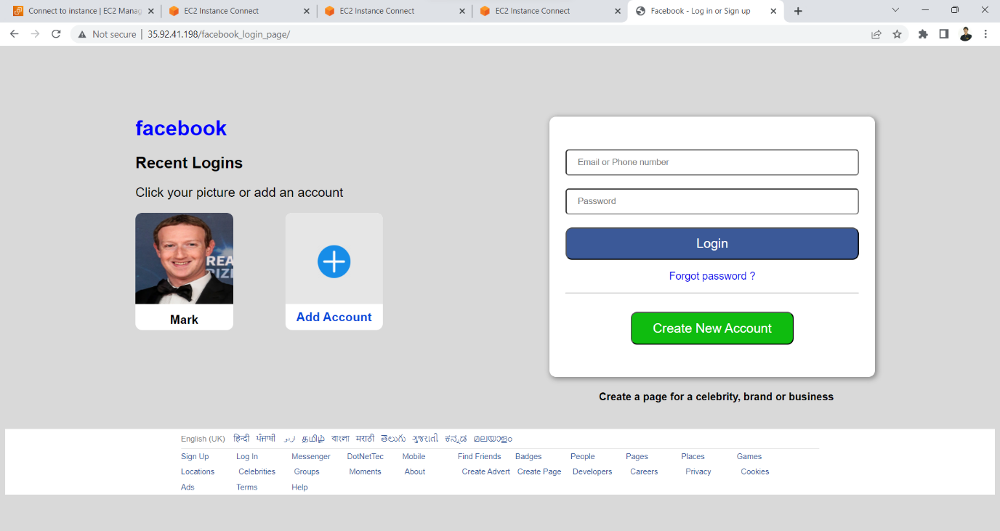 Connect to instance | EC2 Manag
EC2 Instance Connect
EC2 Instance Connect
EC2 Instance Connect
Facebook - Log in or Sign up
Not secure | 35.92.41.198/facebook_login_page/
facebook
Recent Logins
Click your picture or add an account
REA
IZI
Mark
Add Account
Email or Phone number
Password
Login
Forgot password ?
Create New Account
Create a page for a celebrity, brand or business
English (UK) हिन्दी ਪੰਜਾਬੀ اردو தமிழ் বাংলা मराठी తెలుగు ગુજરાતી ಕನ್ನಡ മലയാളം
Sign Up Log In Messenger DotNetTec Mobile Find Friends Badges People Pages Places Games
Locations Celebrities Groups Moments About Create Advert Create Page Developers Careers Privacy Cookies
Ads Terms Help